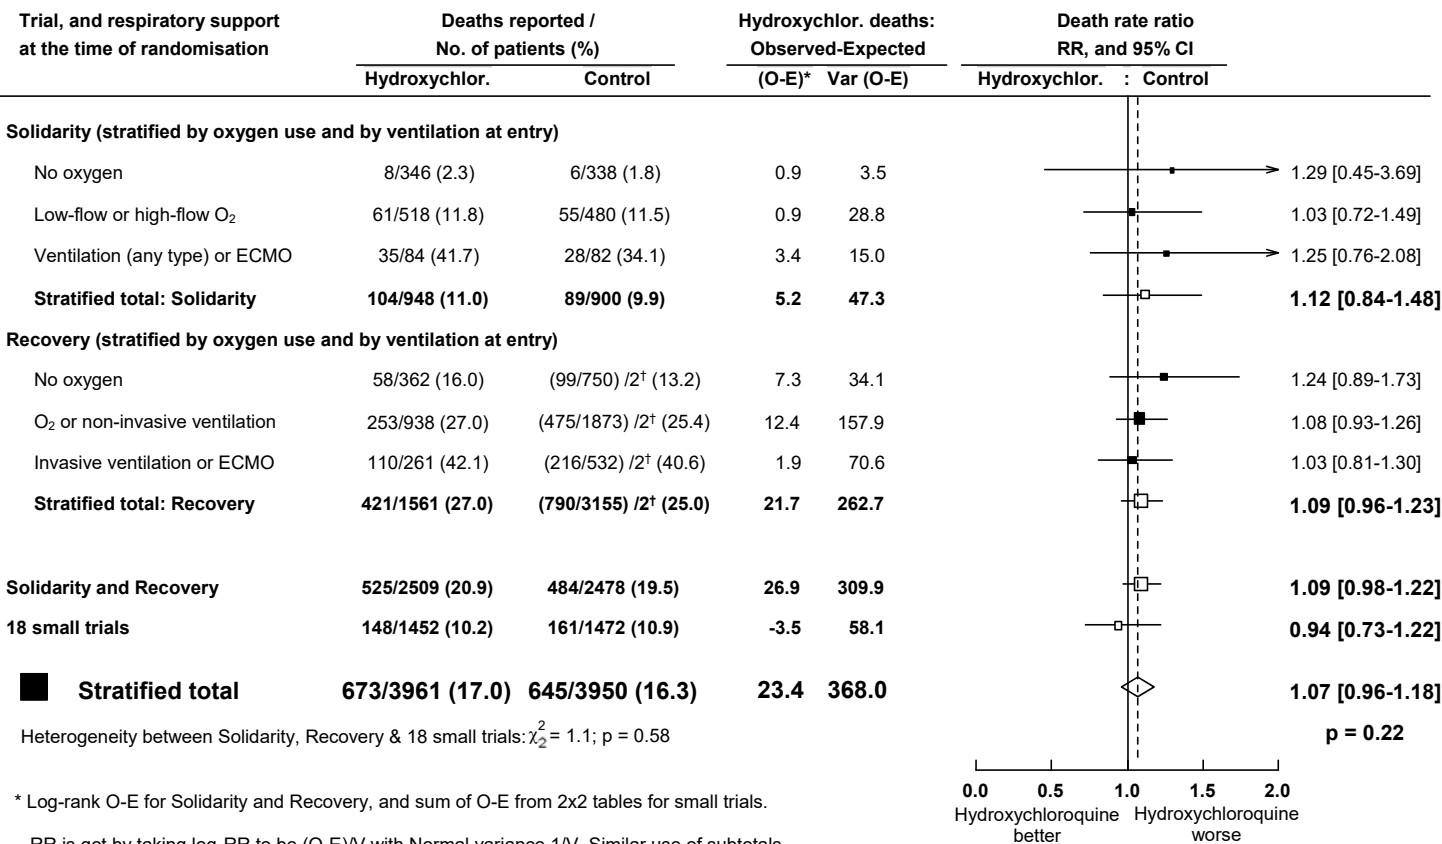 Trial, and respiratory support Deaths reported / Hydroxychlor. deaths: Death rate ratio
at the time of randomisation No. of patients (%) Observed-Expected RR, and 95% CI
Hydroxychlor. Control (O-E)* Var (O-E) Hydroxychlor. : Control
Solidarity (stratified by oxygen use and by ventilation at entry)
No oxygen 8/346 (2.3) 6/338 (1.8) 0.9 3.5 1.29 [0.45-3.69]
Low-flow or high-flow O₂ 61/518 (11.8) 55/480 (11.5) 0.9 28.8 1.03 [0.72-1.49]
Ventilation (any type) or ECMO 35/84 (41.7) 28/82 (34.1) 3.4 15.0 1.25 [0.76-2.08]
Stratified total: Solidarity 104/948 (11.0) 89/900 (9.9) 5.2 47.3 1.12 [0.84-1.48]
Recovery (stratified by oxygen use and by ventilation at entry)
No oxygen 58/362 (16.0) (99/750) /2† (13.2) 7.3 34.1 1.24 [0.89-1.73]
O₂ or non-invasive ventilation 253/938 (27.0) (475/1873) /2† (25.4) 12.4 157.9 1.08 [0.93-1.26]
Invasive ventilation or ECMO 110/261 (42.1) (216/532) /2† (40.6) 1.9 70.6 1.03 [0.81-1.30]
Stratified total: Recovery 421/1561 (27.0) (790/3155) /2† (25.0) 21.7 262.7 1.09 [0.96-1.23]
Solidarity and Recovery 525/2509 (20.9) 484/2478 (19.5) 26.9 309.9 1.09 [0.98-1.22]
18 small trials 148/1452 (10.2) 161/1472 (10.9) -3.5 58.1 0.94 [0.73-1.22]
Stratified total 673/3961 (17.0) 645/3950 (16.3) 23.4 368.0 1.07 [0.96-1.18]
Heterogeneity between Solidarity, Recovery & 18 small trials: χ²₂ = 1.1; p = 0.58 p = 0.22
0.0 0.5 1.0 1.5 2.0
* Log-rank O-E for Solidarity and Recovery, and sum of O-E from 2x2 tables for small trials.
Hydroxychloroquine better Hydroxychloroquine worse
RR is got by taking log RR to be (O-E)/V with Normal variance 1/V. Similar use of subtotals